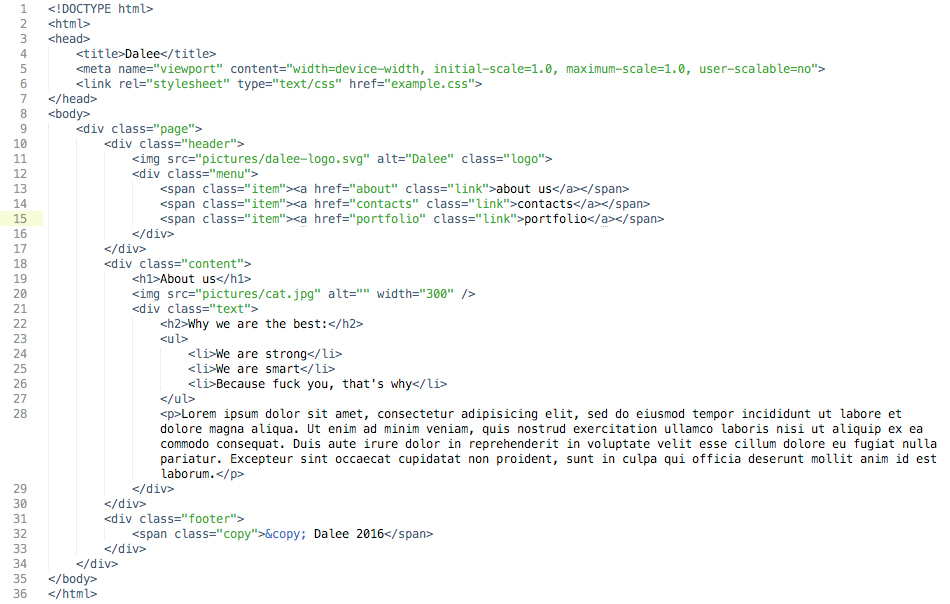 1 <!DOCTYPE html>
2 <html>
3 <head>
4 <title>Dalee</title>
5 <meta name="viewport" content="width=device-width, initial-scale=1.0, maximum-scale=1.0, user-scalable=no">
6 <link rel="stylesheet" type="text/css" href="example.css">
7 </head>
8 <body>
9 <div class="page">
10 <div class="header">
11 <img src="pictures/dalee-logo.svg" alt="Dalee" class="logo">
12 <div class="menu">
13 <span class="item"><a href="about" class="link">about us</a></span>
14 <span class="item"><a href="contacts" class="link">contacts</a></span>
15 <span class="item"><a href="portfolio" class="link">portfolio</a></span>
16 </div>
17 </div>
18 <div class="content">
19 <h1>About us</h1>
20 <img src="pictures/cat.jpg" alt="" width="300" />
21 <div class="text">
22 <h2>Why we are the best:</h2>
23 <ul>
24 <li>We are strong</li>
25 <li>We are smart</li>
26 <li>Because fuck you, that's why</li>
27 </ul>
28 <p>Lorem ipsum dolor sit amet, consectetur adipisicing elit, sed do eiusmod tempor incididunt ut labore et
dolore magna aliqua. Ut enim ad minim veniam, quis nostrud exercitation ullamco laboris nisi ut aliquip ex ea
commodo consequat. Duis aute irure dolor in reprehenderit in voluptate velit esse cillum dolore eu fugiat nulla
pariatur. Excepteur sint occaecat cupidatat non proident, sunt in culpa qui officia deserunt mollit anim id est
laborum.</p>
29 </div>
30 </div>
31 <div class="footer">
32 <span class="copy">&copy; Dalee 2016</span>
33 </div>
34 </div>
35 </body>
36 </html>